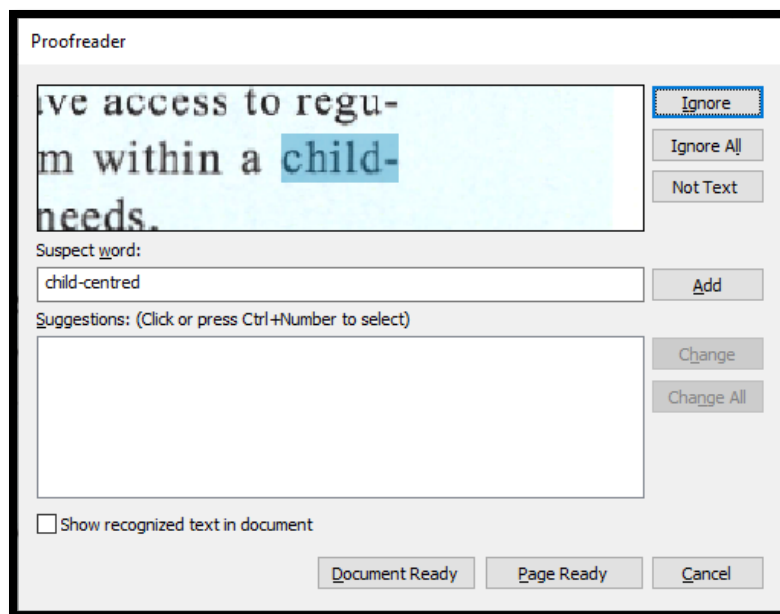 Proofreader
ive access to regu-
m within a child-
needs.
Ignore
Ignore All
Not Text
Suspect word:
child-centred
Add
Suggestions: (Click or press Ctrl+Number to select)
Change
Change All
Show recognized text in document
Document Ready
Page Ready
Cancel